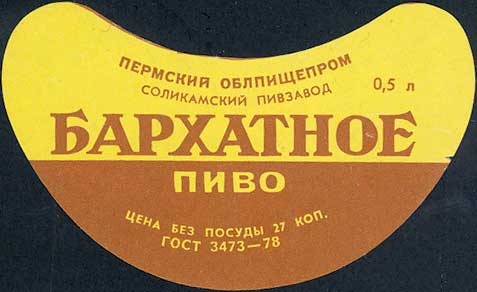 ПЕРМСКИЙ ОБЛПИЩЕПРОМ
СОЛИКАМСКИЙ ПИВЗАВОД
0,5 л
БАРХАТНОЕ
ПИВО
ЦЕНА БЕЗ ПОСУДЫ 27 КОП.
ГОСТ 3473—78